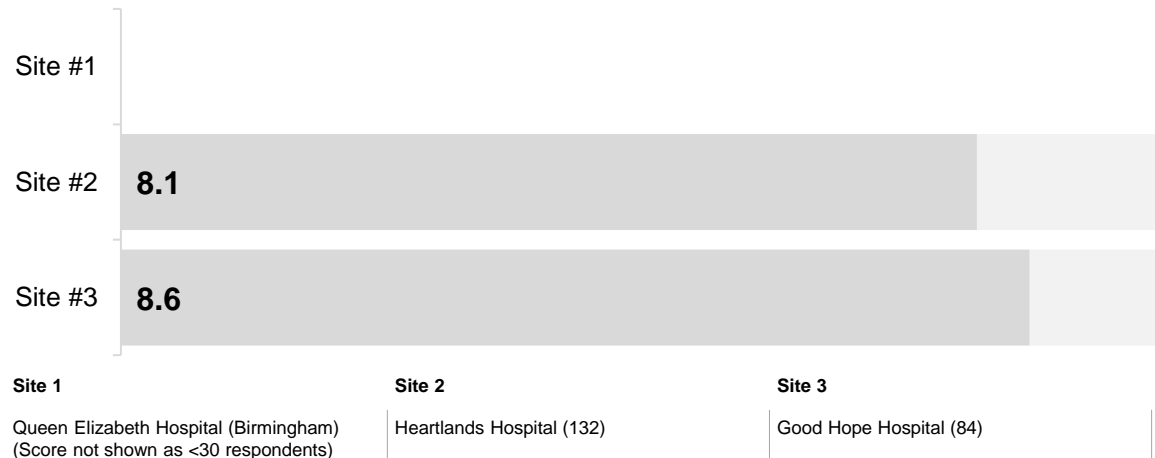 Site #1
Site #2
8.1
Site #3
8.6
Site 1
Site 2
Site 3
Queen Elizabeth Hospital (Birmingham)
(Score not shown as <30 respondents)
Heartlands Hospital (132)
Good Hope Hospital (84)